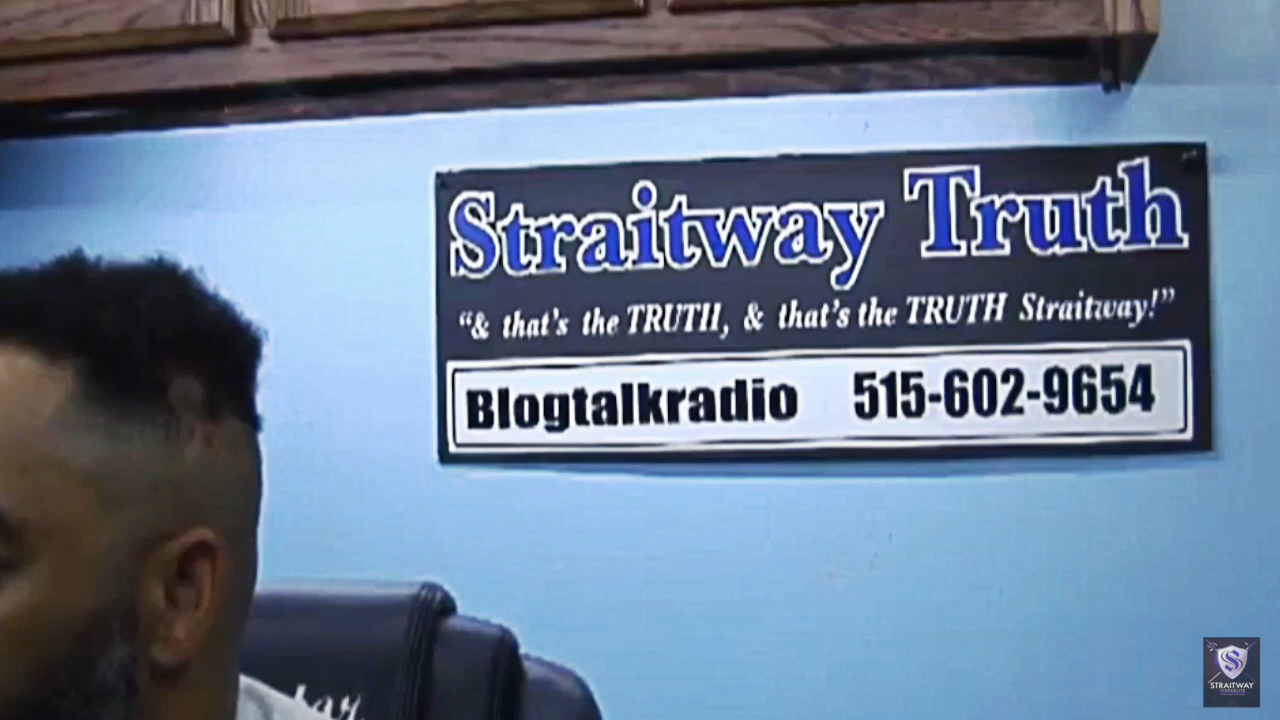 Straitway Truth
“& that’s the TRUTH, & that’s the TRUTH Straitway!”
Blogtalkradio 515-602-9654
S
STRAITWAY